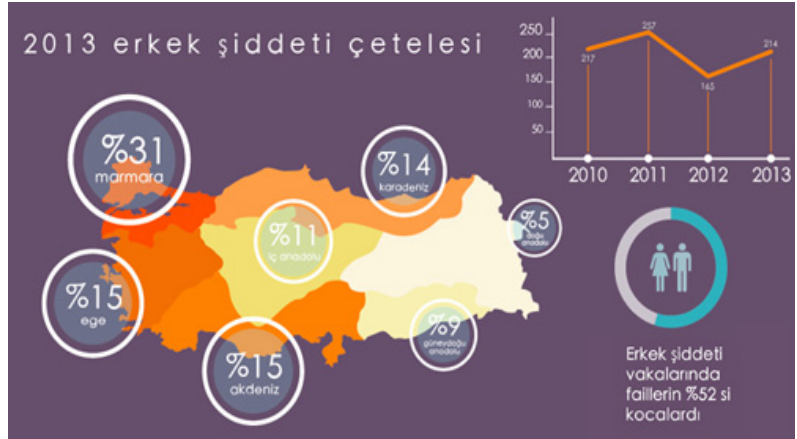 2013 erkek şiddeti çetelesi
%31
marmara
%14
karadeniz
%11
iç anadolu
%5
doğu
anadolu
%15
ege
%15
akdeniz
%9
güneydoğu
anadolu
250
200
150
100
50
217
257
165
214
2010 2011 2012 2013
Erkek şiddeti
vakalarında
faillerin %52 si
kocalardı